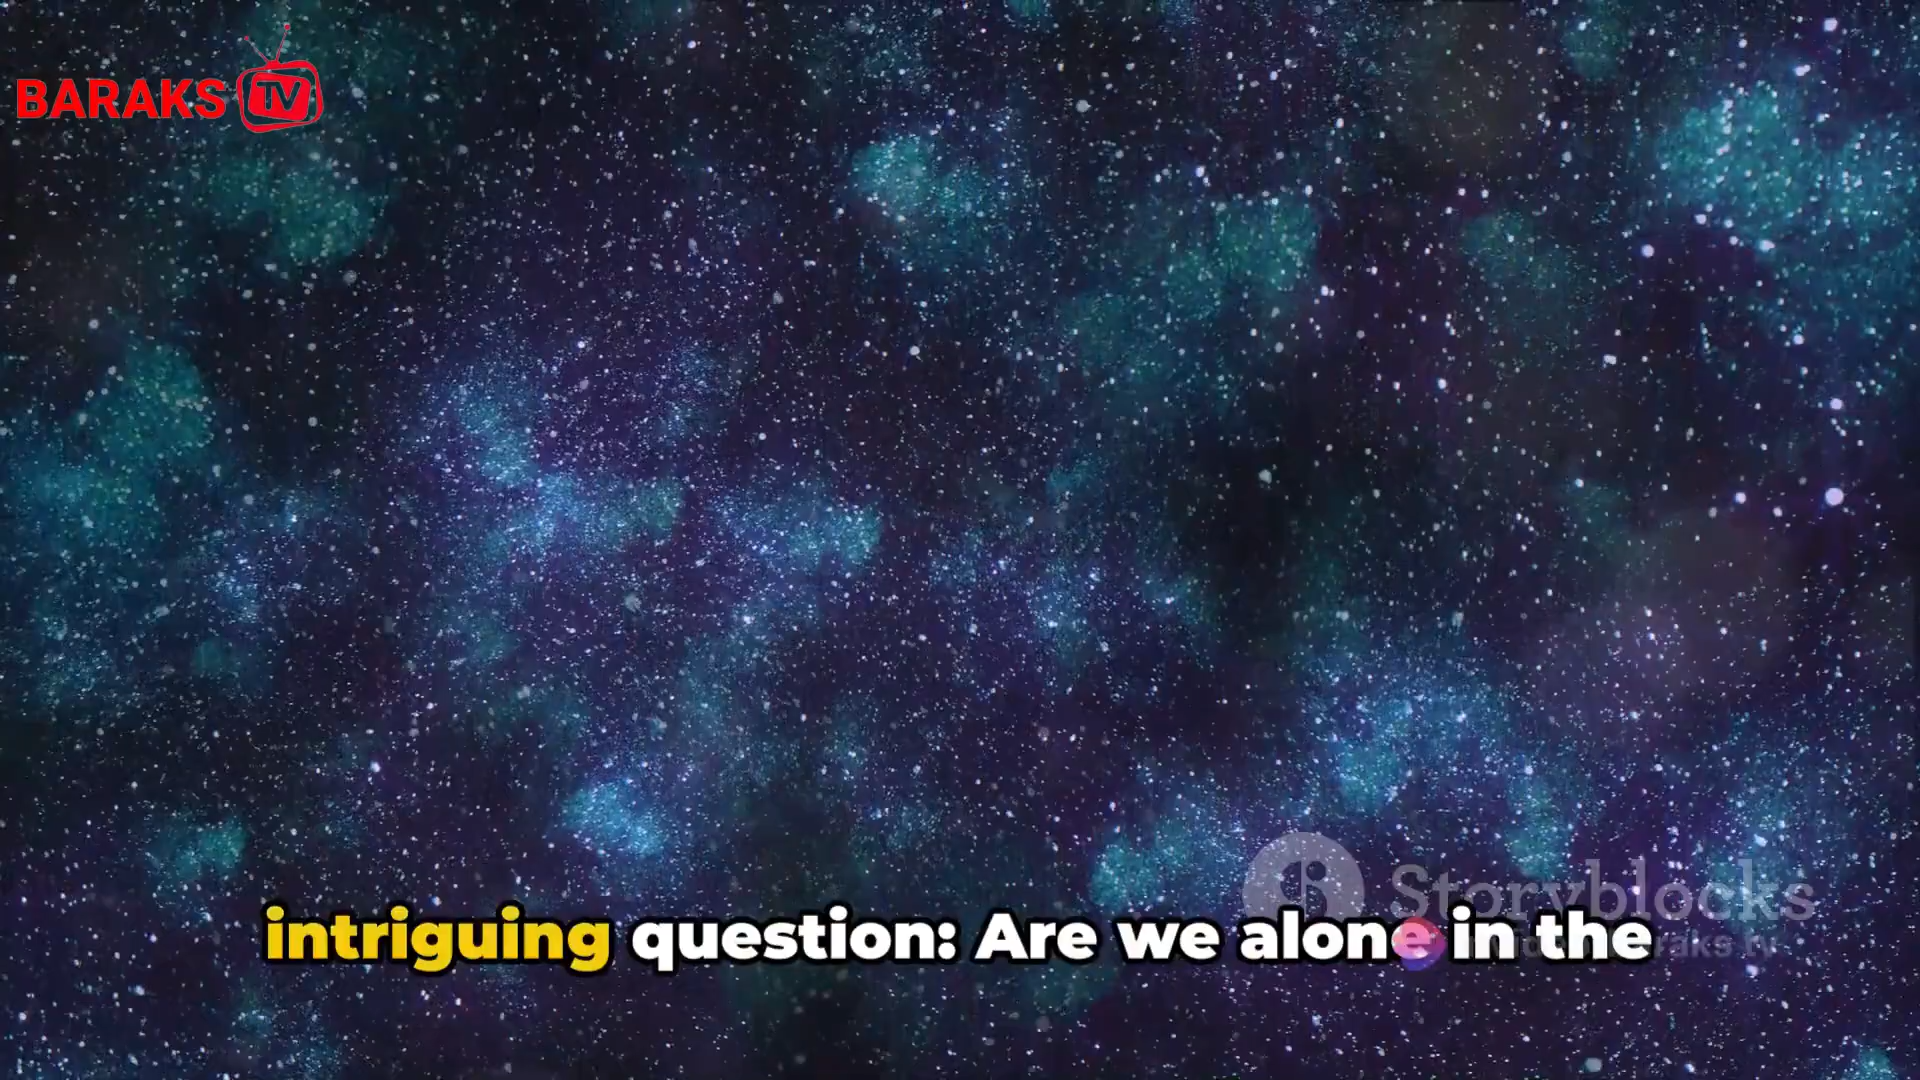 BARAKS TV
Storyblocks
intriguing question: Are we alone in the